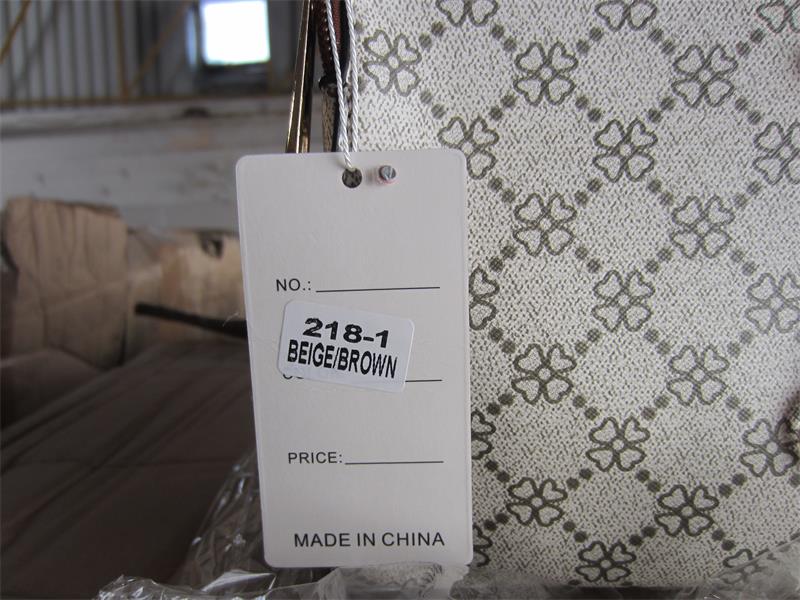 NO.:
218-1
BEIGE/BROWN
PRICE:
MADE IN CHINA